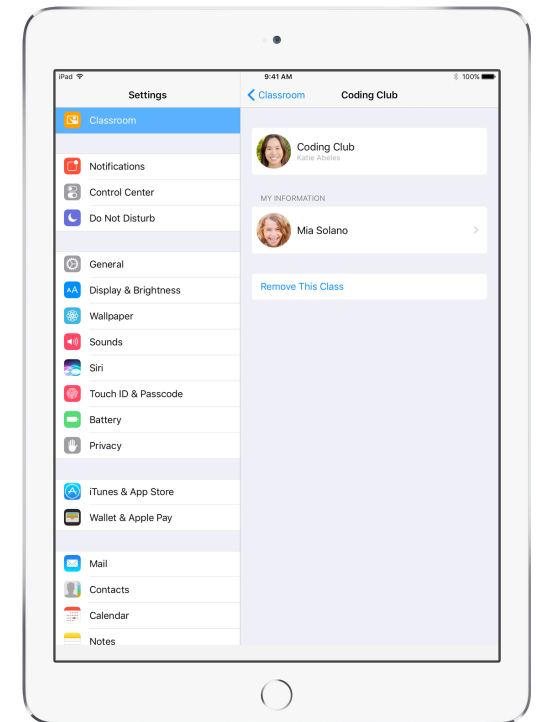 iPad 9:41 AM 100%
Settings
Classroom
Coding Club
Classroom
Notifications
Control Center
Do Not Disturb
General
AA Display & Brightness
Wallpaper
Sounds
Siri
Touch ID & Passcode
Battery
Privacy
iTunes & App Store
Wallet & Apple Pay
Mail
Contacts
Calendar
Notes
Coding Club
Katie Abeles
MY INFORMATION
Mia Solano
Remove This Class